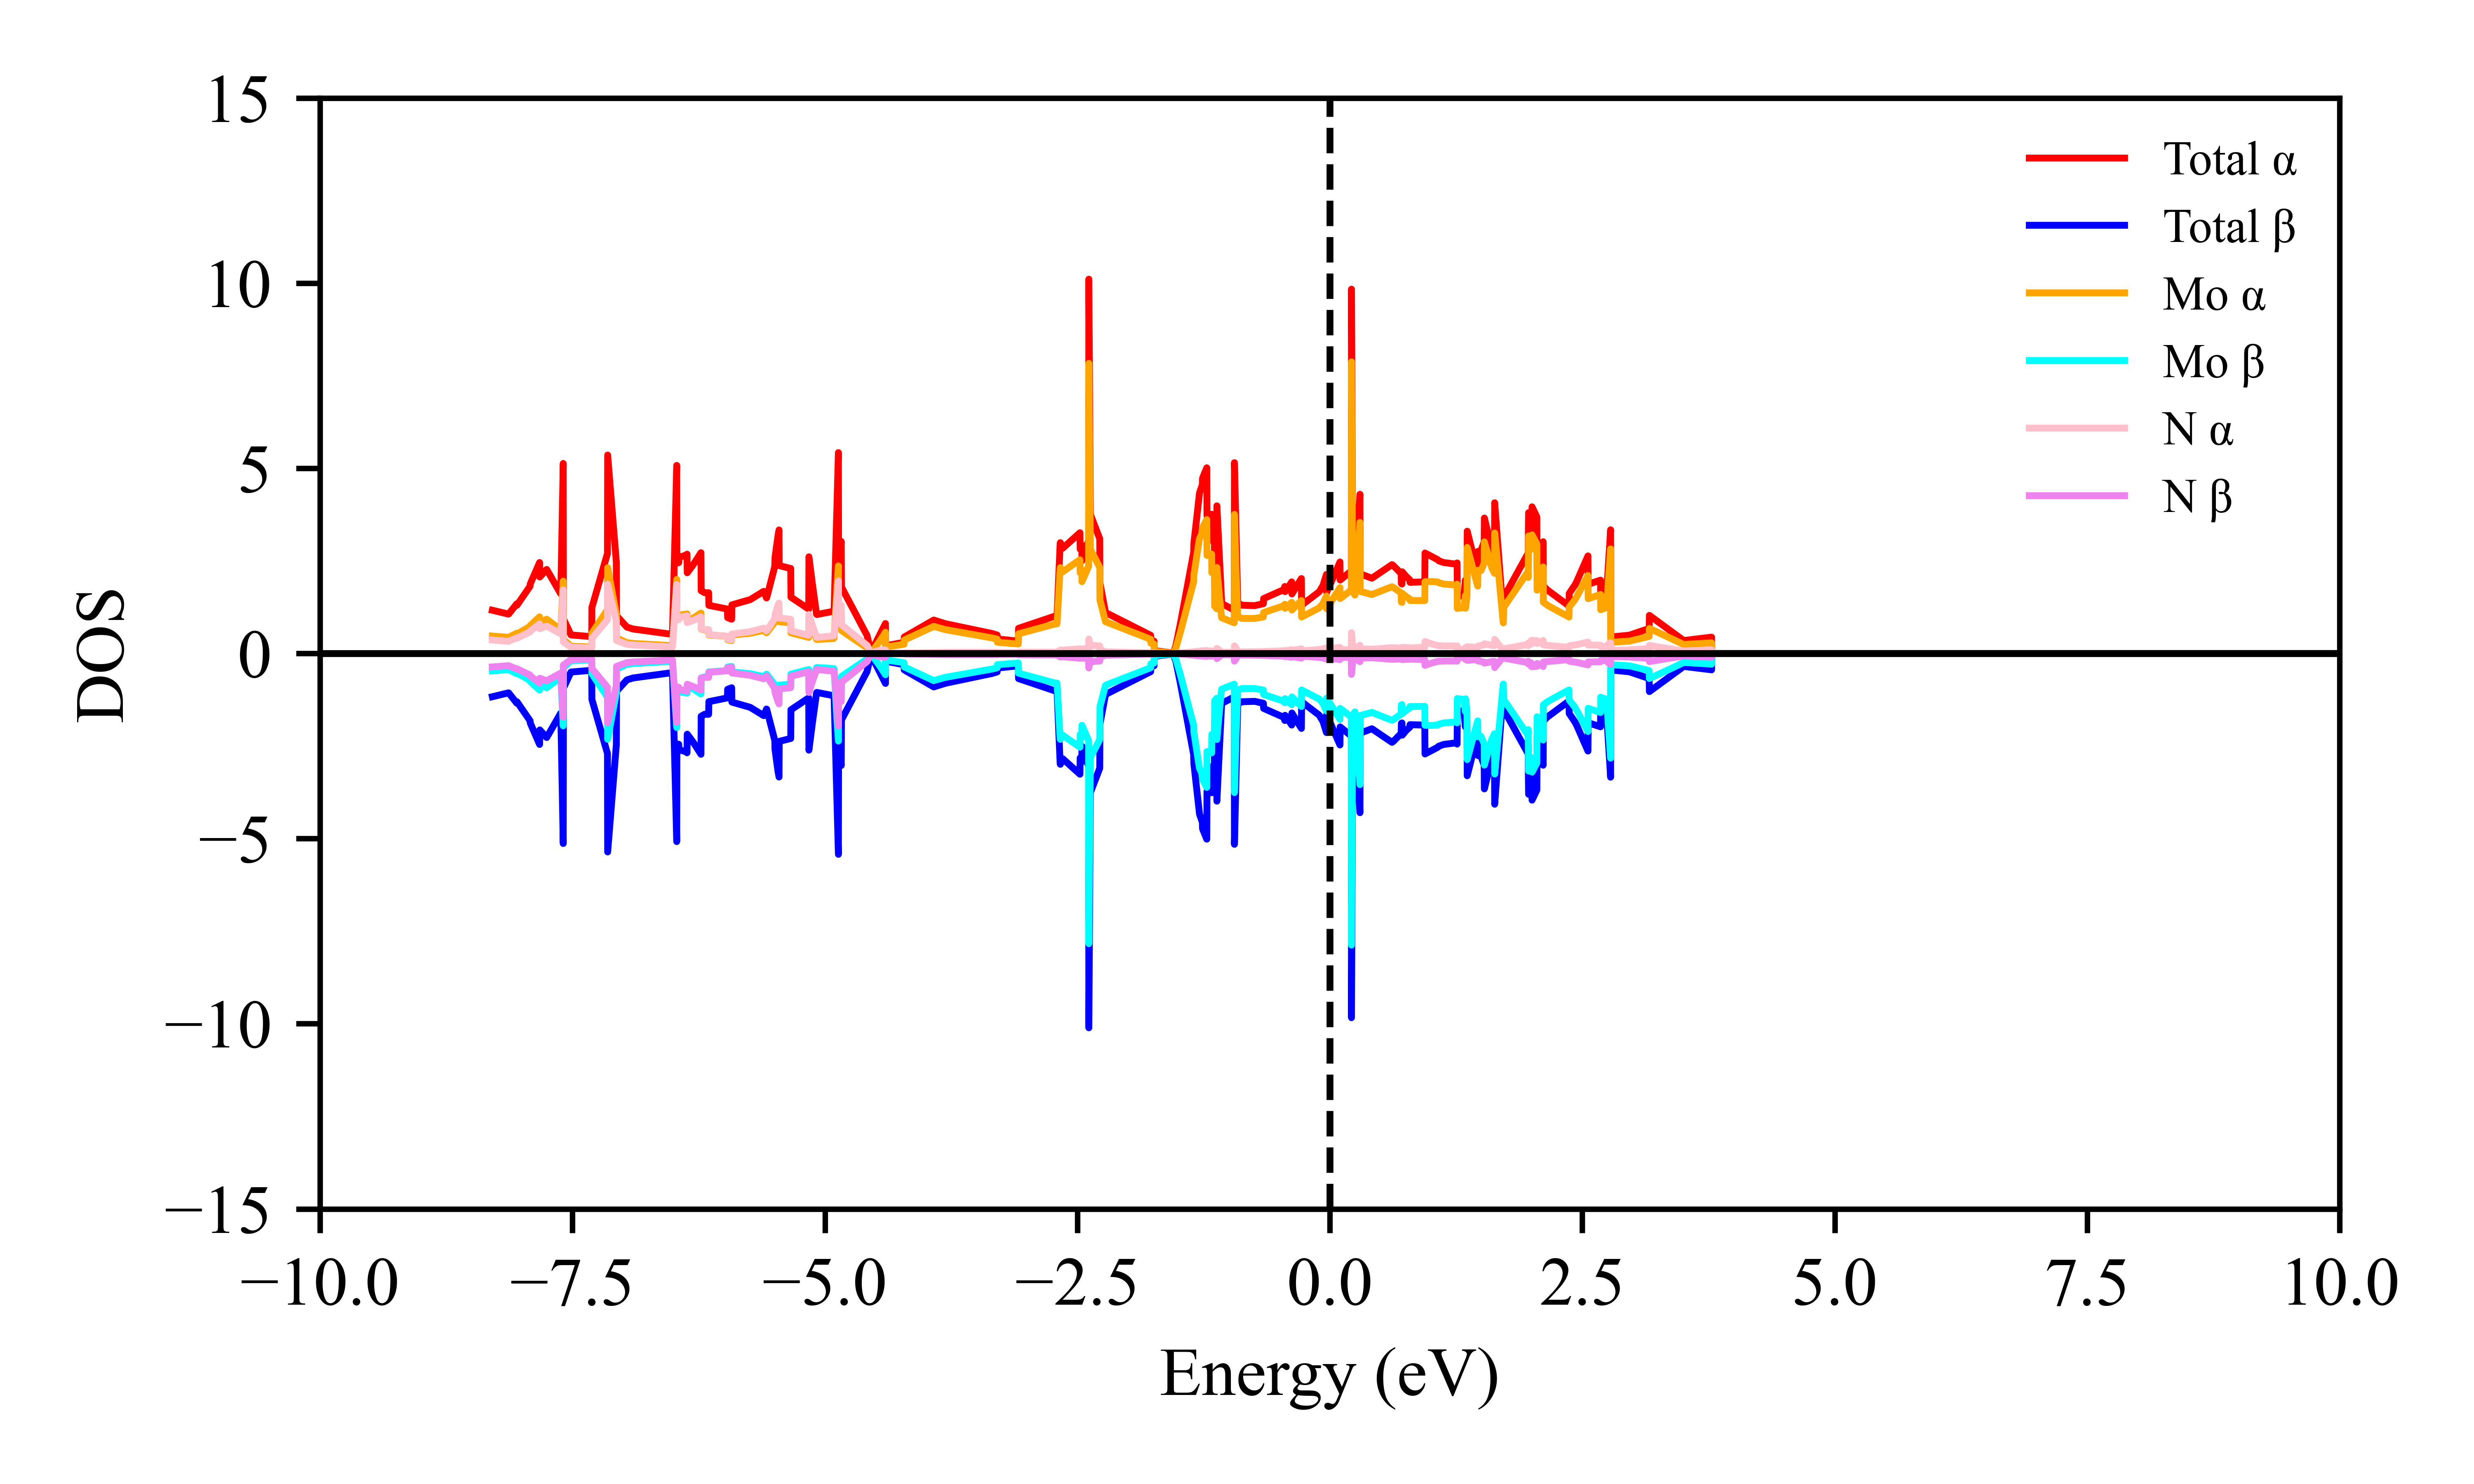 15
10
5
0
−5
−10
−15
DOS
−10.0 −7.5 −5.0 −2.5 0.0 2.5 5.0 7.5 10.0
Energy (eV)
Total α
Total β
Mo α
Mo β
N α
N β